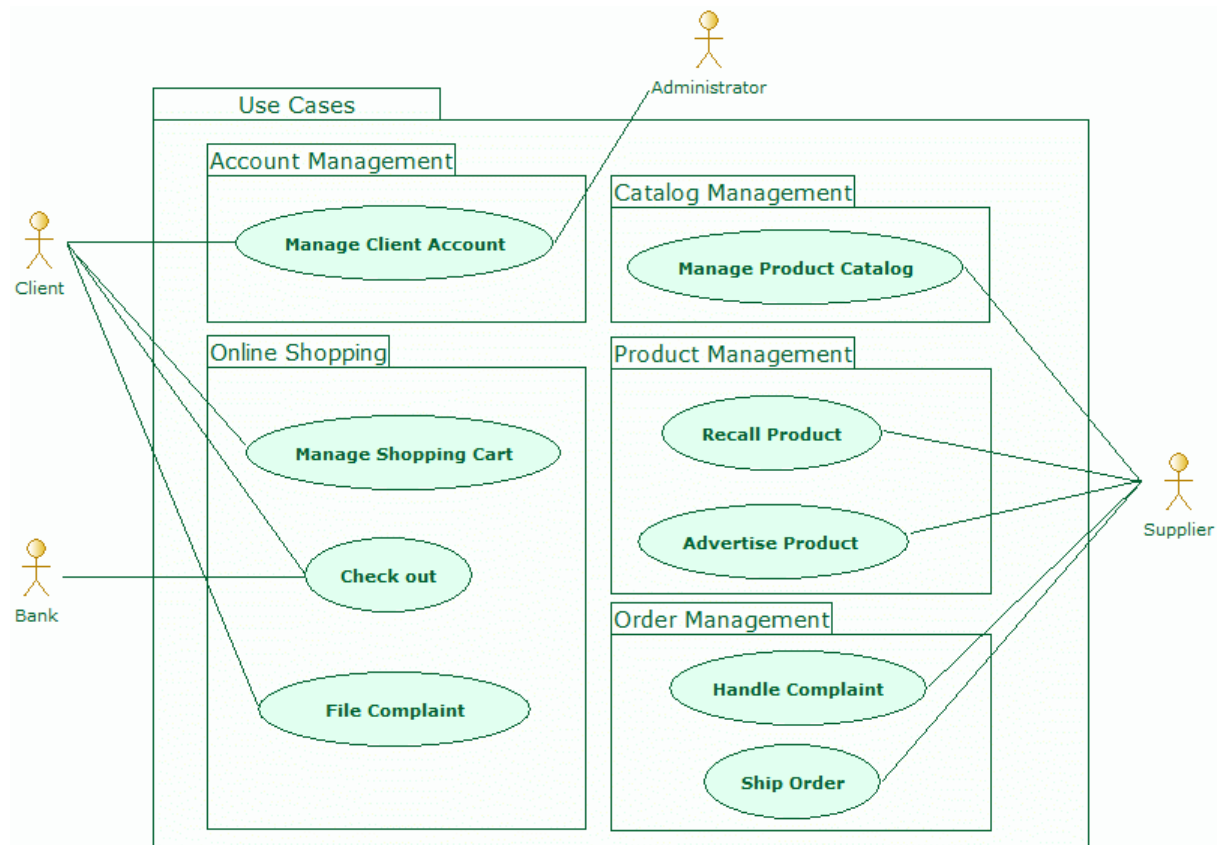 Administrator
Use Cases
Account Management
Manage Client Account
Catalog Management
Manage Product Catalog
Client
Online Shopping
Manage Shopping Cart
Check out
File Complaint
Product Management
Recall Product
Advertise Product
Supplier
Bank
Order Management
Handle Complaint
Ship Order